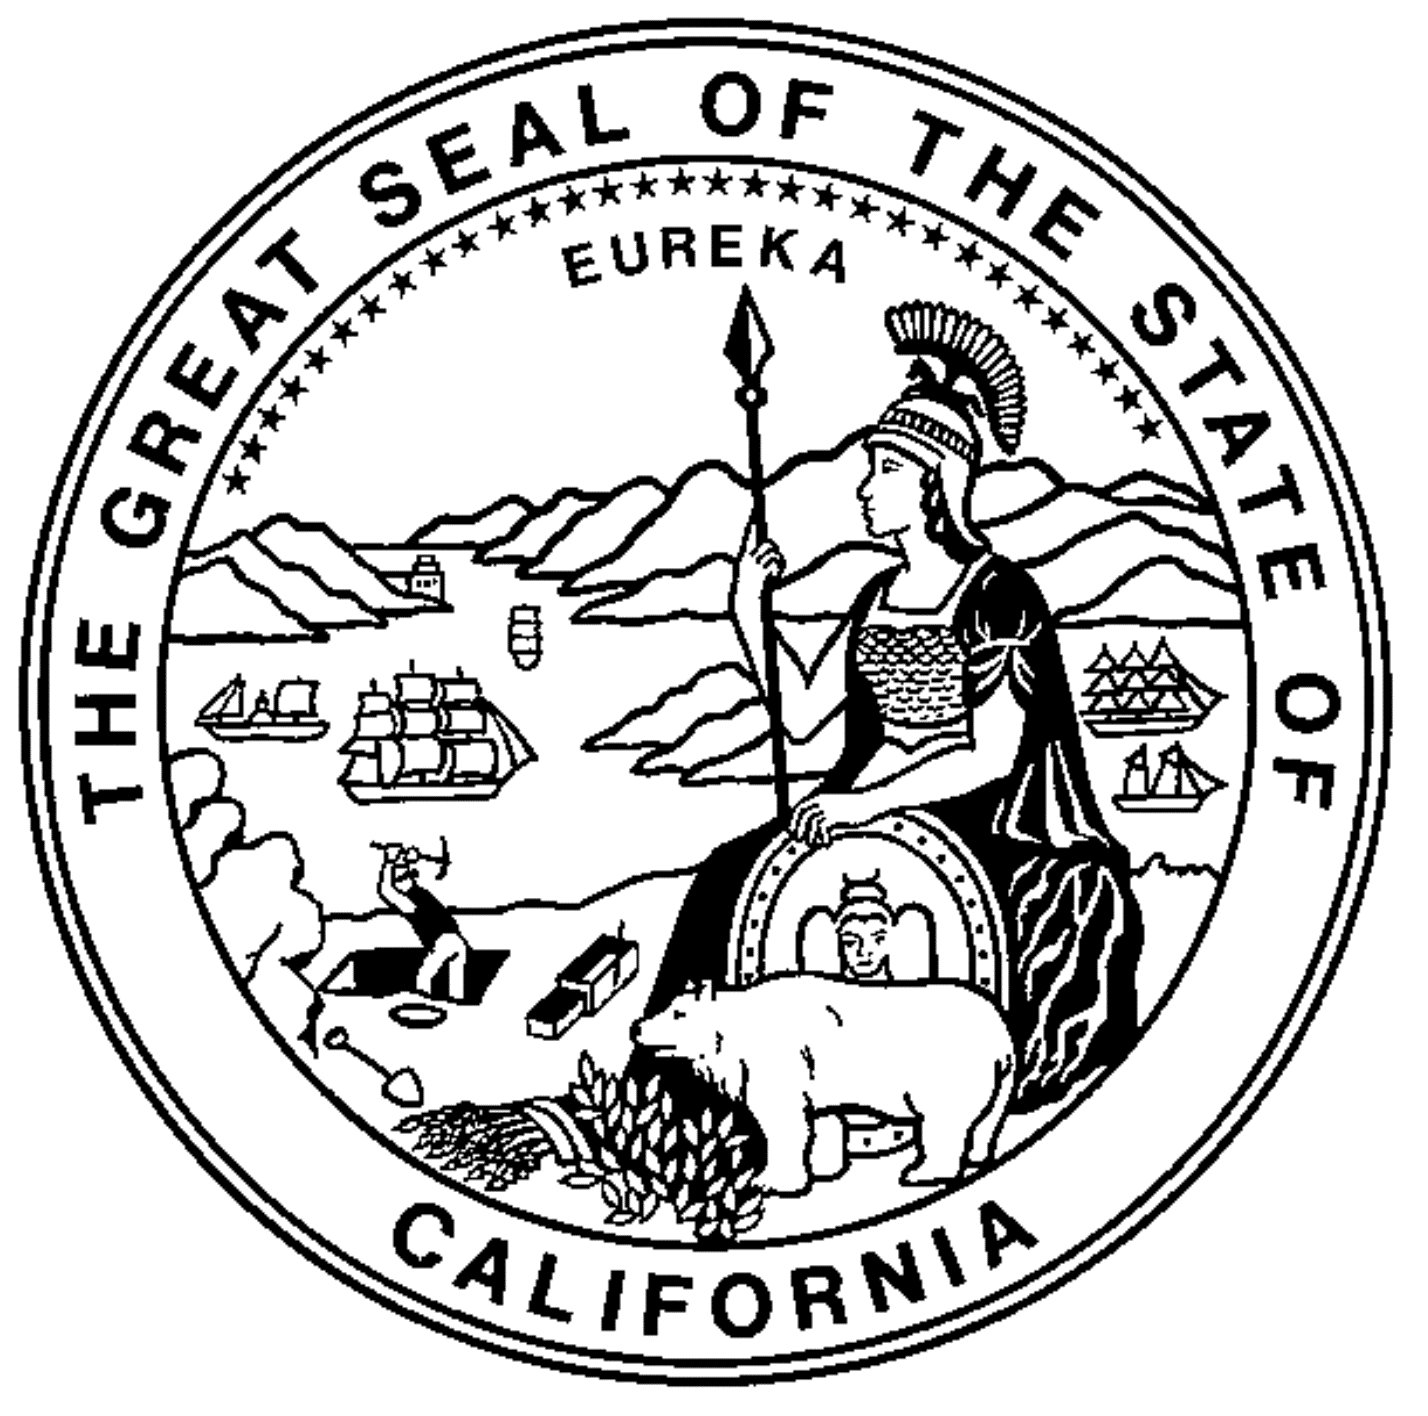 THE GREAT SEAL OF THE STATE OF
EUREKA
CALIFORNIA